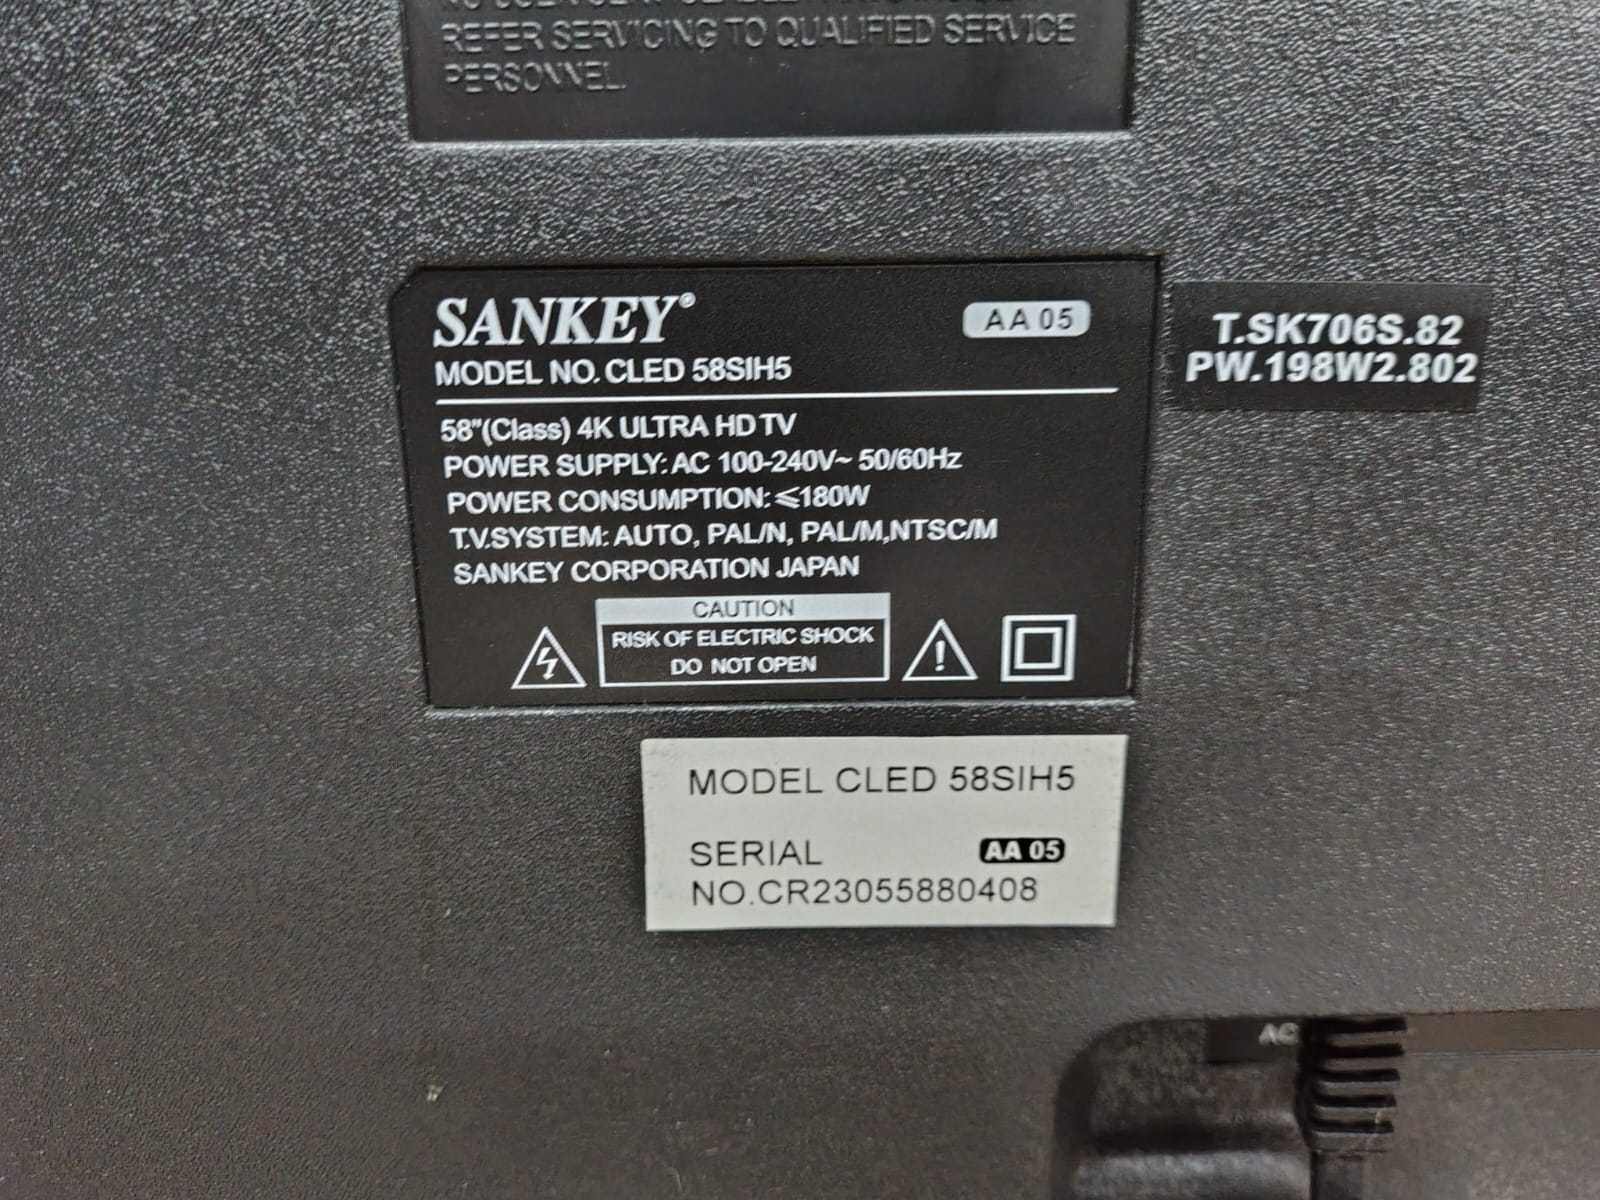 REFER SERVICING TO QUALIFIED SERVICE
PERSONNEL.
SANKEY®
AA 05
MODEL NO. CLED 58SIH5
58"(Class) 4K ULTRA HD TV
POWER SUPPLY: AC 100-240V~ 50/60Hz
POWER CONSUMPTION: ⩽180W
T.V.SYSTEM: AUTO, PAL/N, PAL/M,NTSC/M
SANKEY CORPORATION JAPAN
CAUTION
RISK OF ELECTRIC SHOCK
DO NOT OPEN
T.SK706S.82
PW.198W2.802
MODEL CLED 58SIH5
SERIAL AA 05
NO.CR23055880408
AC